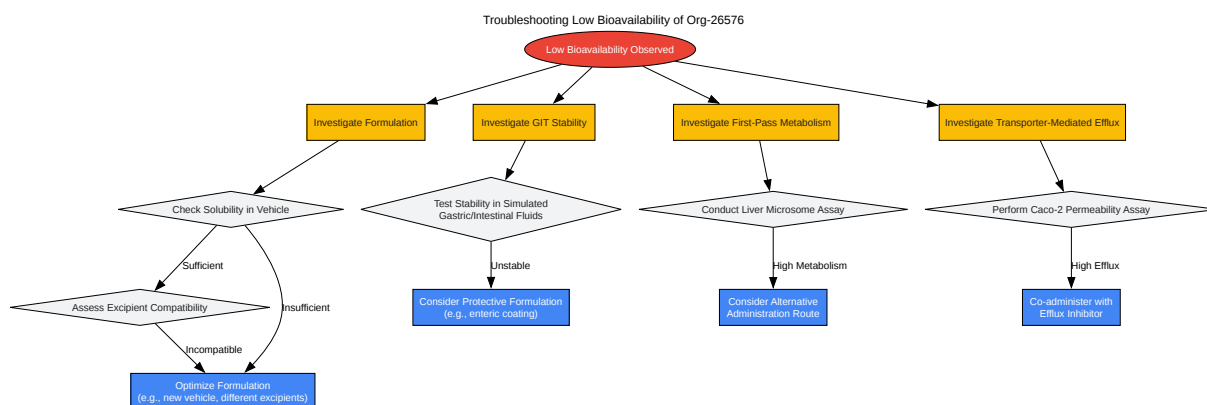 Troubleshooting Low Bioavailability of Org-26576
Low Bioavailability Observed
Investigate Formulation
Investigate GIT Stability
Investigate First-Pass Metabolism
Investigate Transporter-Mediated Efflux
Check Solubility in Vehicle
Test Stability in Simulated
Gastric/Intestinal Fluids
Conduct Liver Microsome Assay
Perform Caco-2 Permeability Assay
Sufficient
Unstable
High Metabolism
High Efflux
Assess Excipient Compatibility
Insufficient
Consider Protective Formulation
(e.g., enteric coating)
Consider Alternative
Administration Route
Co-administer with
Efflux Inhibitor
Incompatible
Optimize Formulation
(e.g., new vehicle, different excipients)